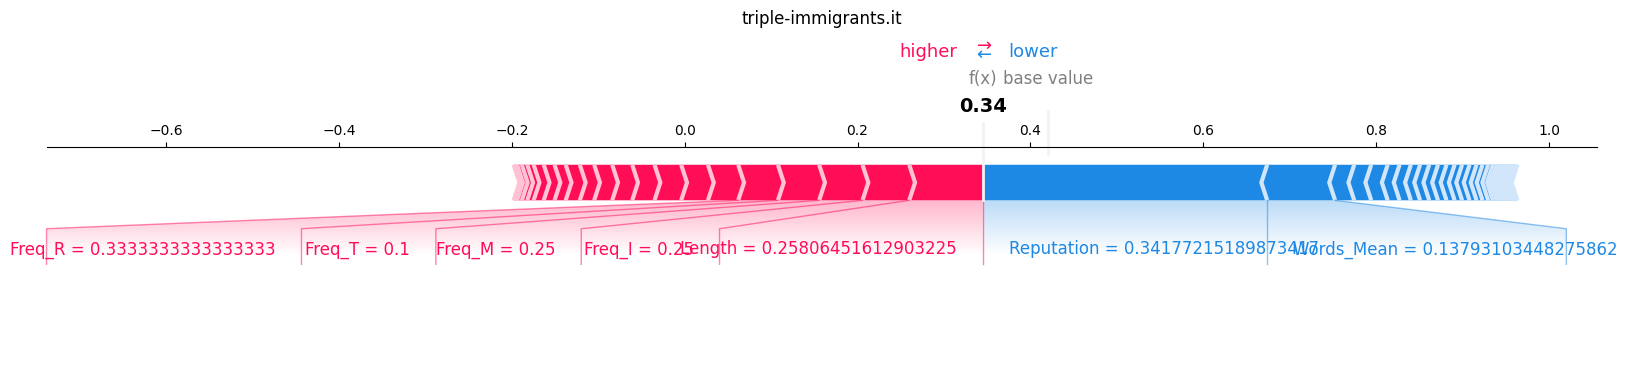 triple-immigrants.it
higher ⇄ lower
f(x) base value
0.34
−0.6 −0.4 −0.2 0.0 0.2 0.4 0.6 0.8 1.0
Freq_R = 0.3333333333333333 Freq_T = 0.1 Freq_M = 0.25 Freq_I = 0.25 Length = 0.25806451612903225 Reputation = 0.34177215189873417 Words_Mean = 0.13793103448275862